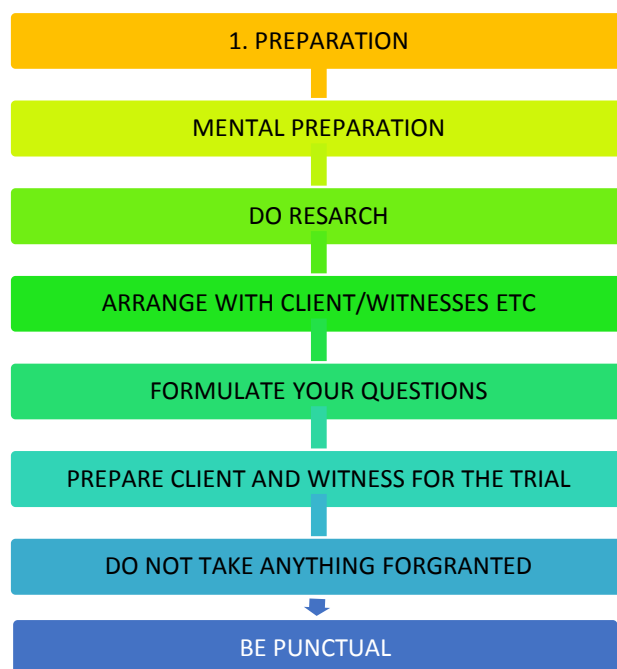 1. PREPARATION
MENTAL PREPARATION
DO RESARCH
ARRANGE WITH CLIENT/WITNESSES ETC
FORMULATE YOUR QUESTIONS
PREPARE CLIENT AND WITNESS FOR THE TRIAL
DO NOT TAKE ANYTHING FORGRANTED
BE PUNCTUAL